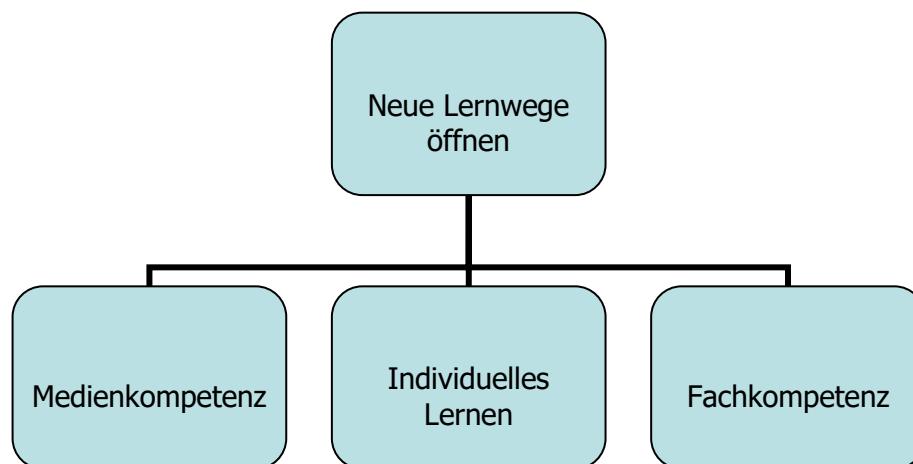 Neue Lernwege
öffnen
Medienkompetenz
Individuelles
Lernen
Fachkompetenz